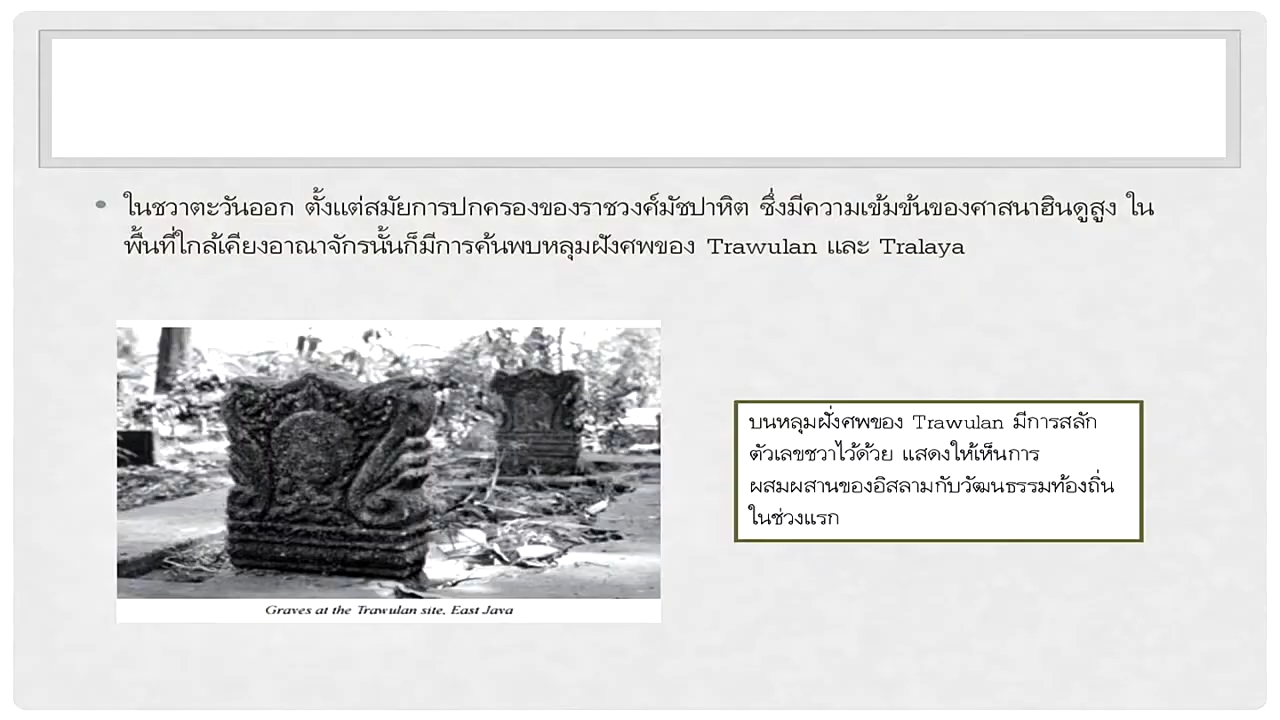 ในชวาตะวันออก ตั้งแต่สมัยการปกครองของราชวงศ์มัชปาหิต ซึ่งมีความเข้มข้นของศาสนาฮินดูสูง ใน
พื้นที่ใกล้เคียงอาณาจักรนั้นก็มีการค้นพบหลุมฝังศพของ Trawulan และ Tralaya
บนหลุมฝั่งศพของ Trawulan มีการสลัก
ตัวเลขชวาไว้ด้วย แสดงให้เห็นการ
ผสมผสานของอิสลามกับวัฒนธรรมท้องถิ่น
ในช่วงแรก
Graves at the Trawulan site, East Java